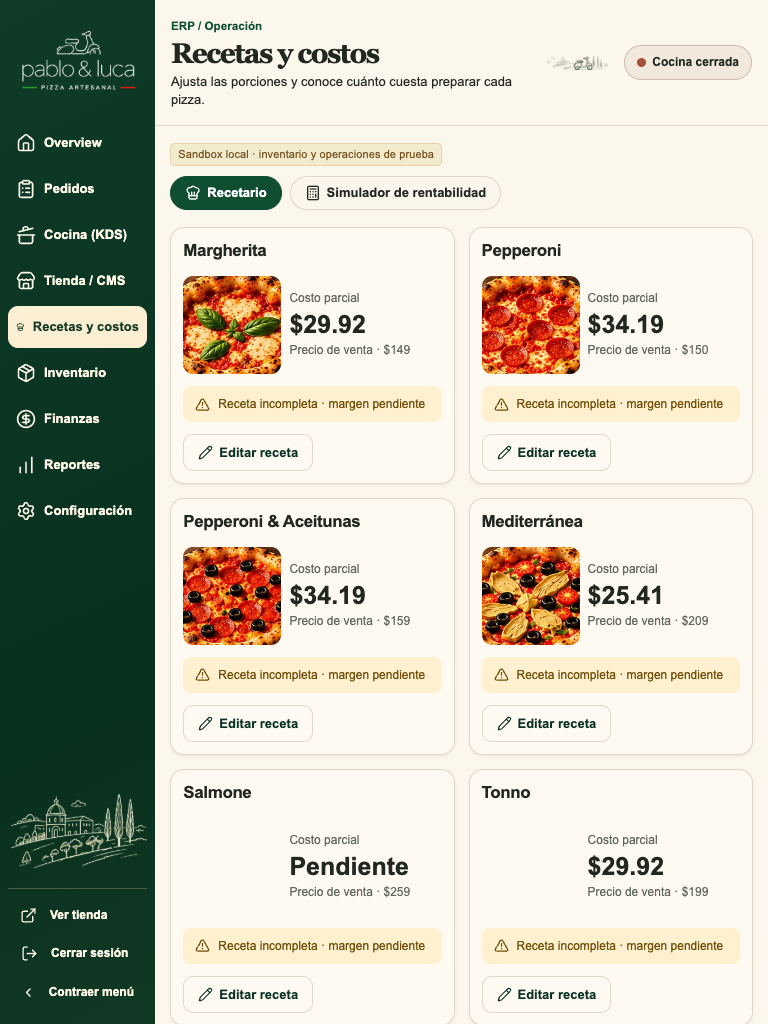 pablo & luca
PIZZA ARTESANAL
Overview
Pedidos
Cocina (KDS)
Tienda / CMS
Recetas y costos
Inventario
Finanzas
Reportes
Configuración
Ver tienda
Cerrar sesión
Contraer menú
ERP / Operación
Recetas y costos
Ajusta las porciones y conoce cuánto cuesta preparar cada
pizza.
Cocina cerrada
Sandbox local · inventario y operaciones de prueba
Recetario
Simulador de rentabilidad
Margherita
Costo parcial
$29.92
Precio de venta · $149
Receta incompleta · margen pendiente
Editar receta
Pepperoni
Costo parcial
$34.19
Precio de venta · $150
Receta incompleta · margen pendiente
Editar receta
Pepperoni & Aceitunas
Costo parcial
$34.19
Precio de venta · $159
Receta incompleta · margen pendiente
Editar receta
Mediterránea
Costo parcial
$25.41
Precio de venta · $209
Receta incompleta · margen pendiente
Editar receta
Salmone
Costo parcial
Pendiente
Precio de venta · $259
Receta incompleta · margen pendiente
Editar receta
Tonno
Costo parcial
$29.92
Precio de venta · $199
Receta incompleta · margen pendiente
Editar receta